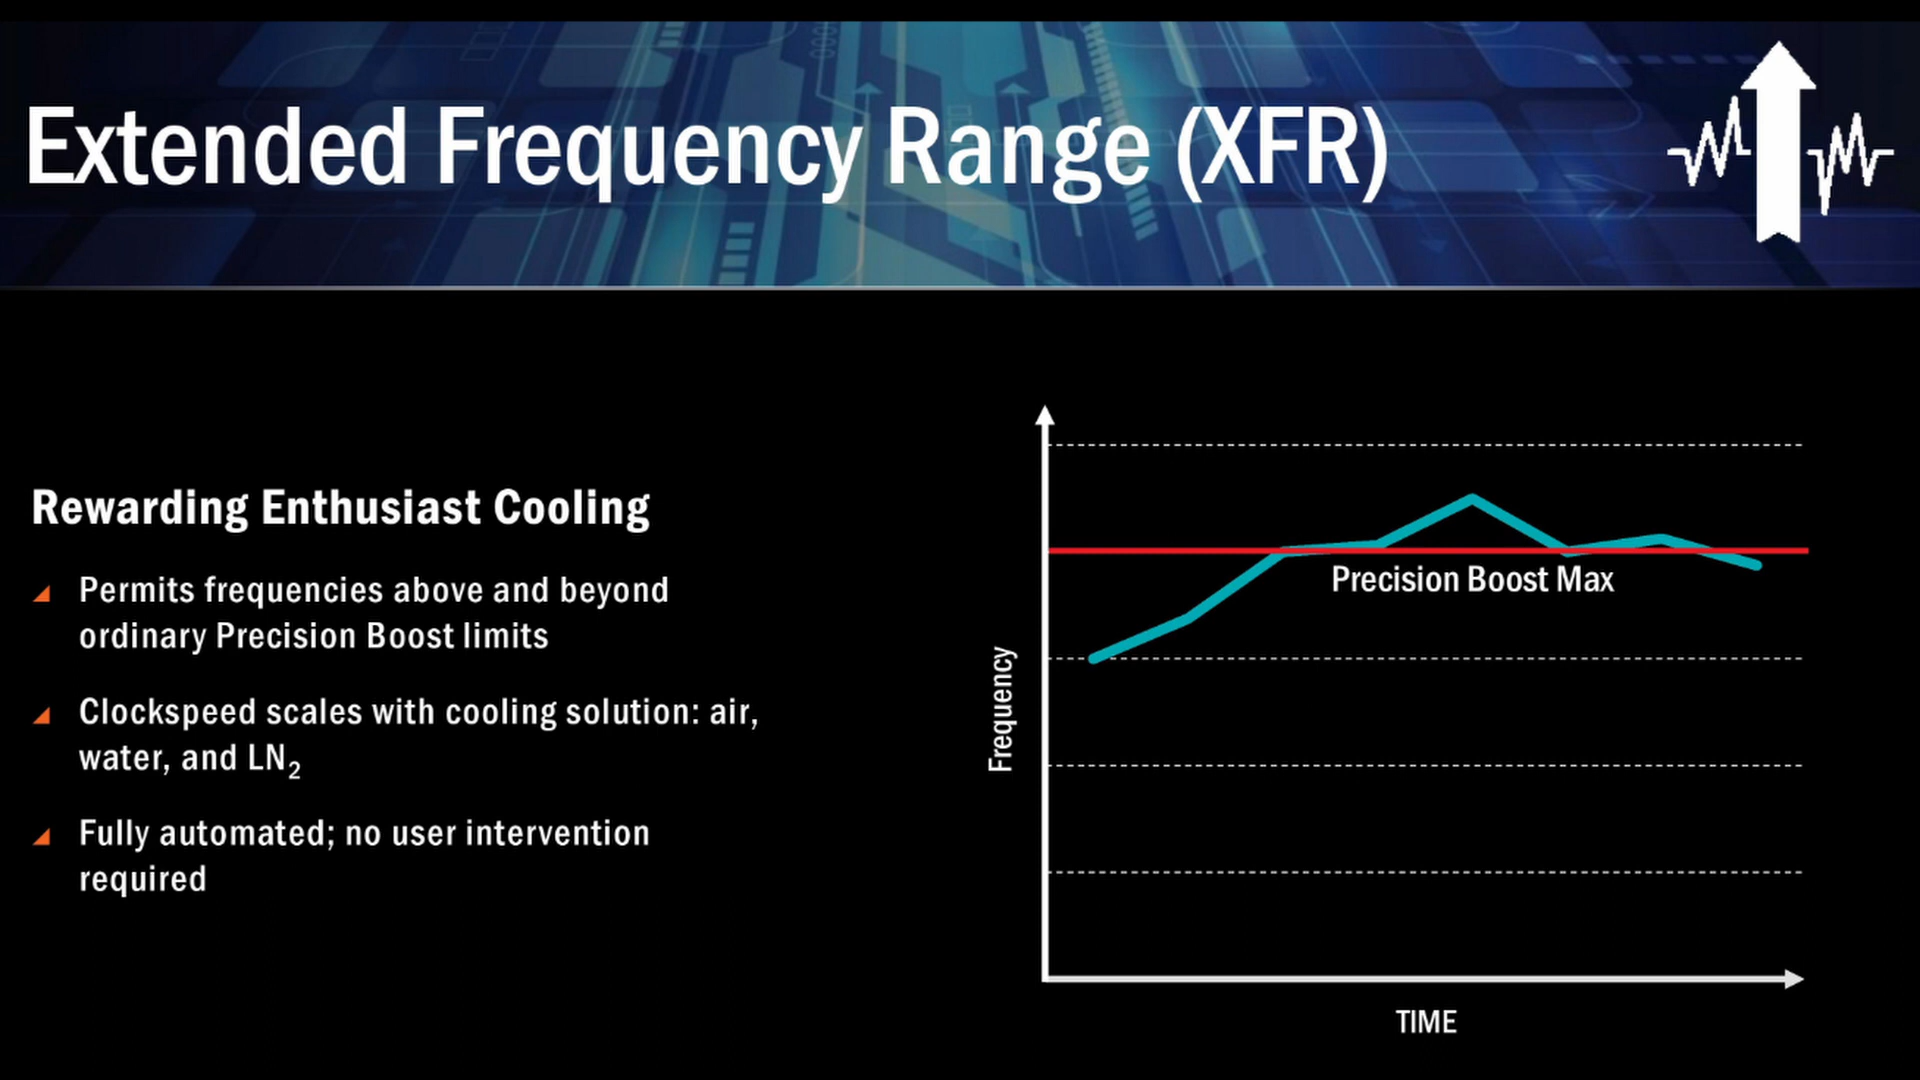 Extended Frequency Range (XFR)
Rewarding Enthusiast Cooling
Permits frequencies above and beyond
ordinary Precision Boost limits
Clockspeed scales with cooling solution: air,
water, and LN₂
Fully automated; no user intervention
required
Precision Boost Max
Frequency
TIME